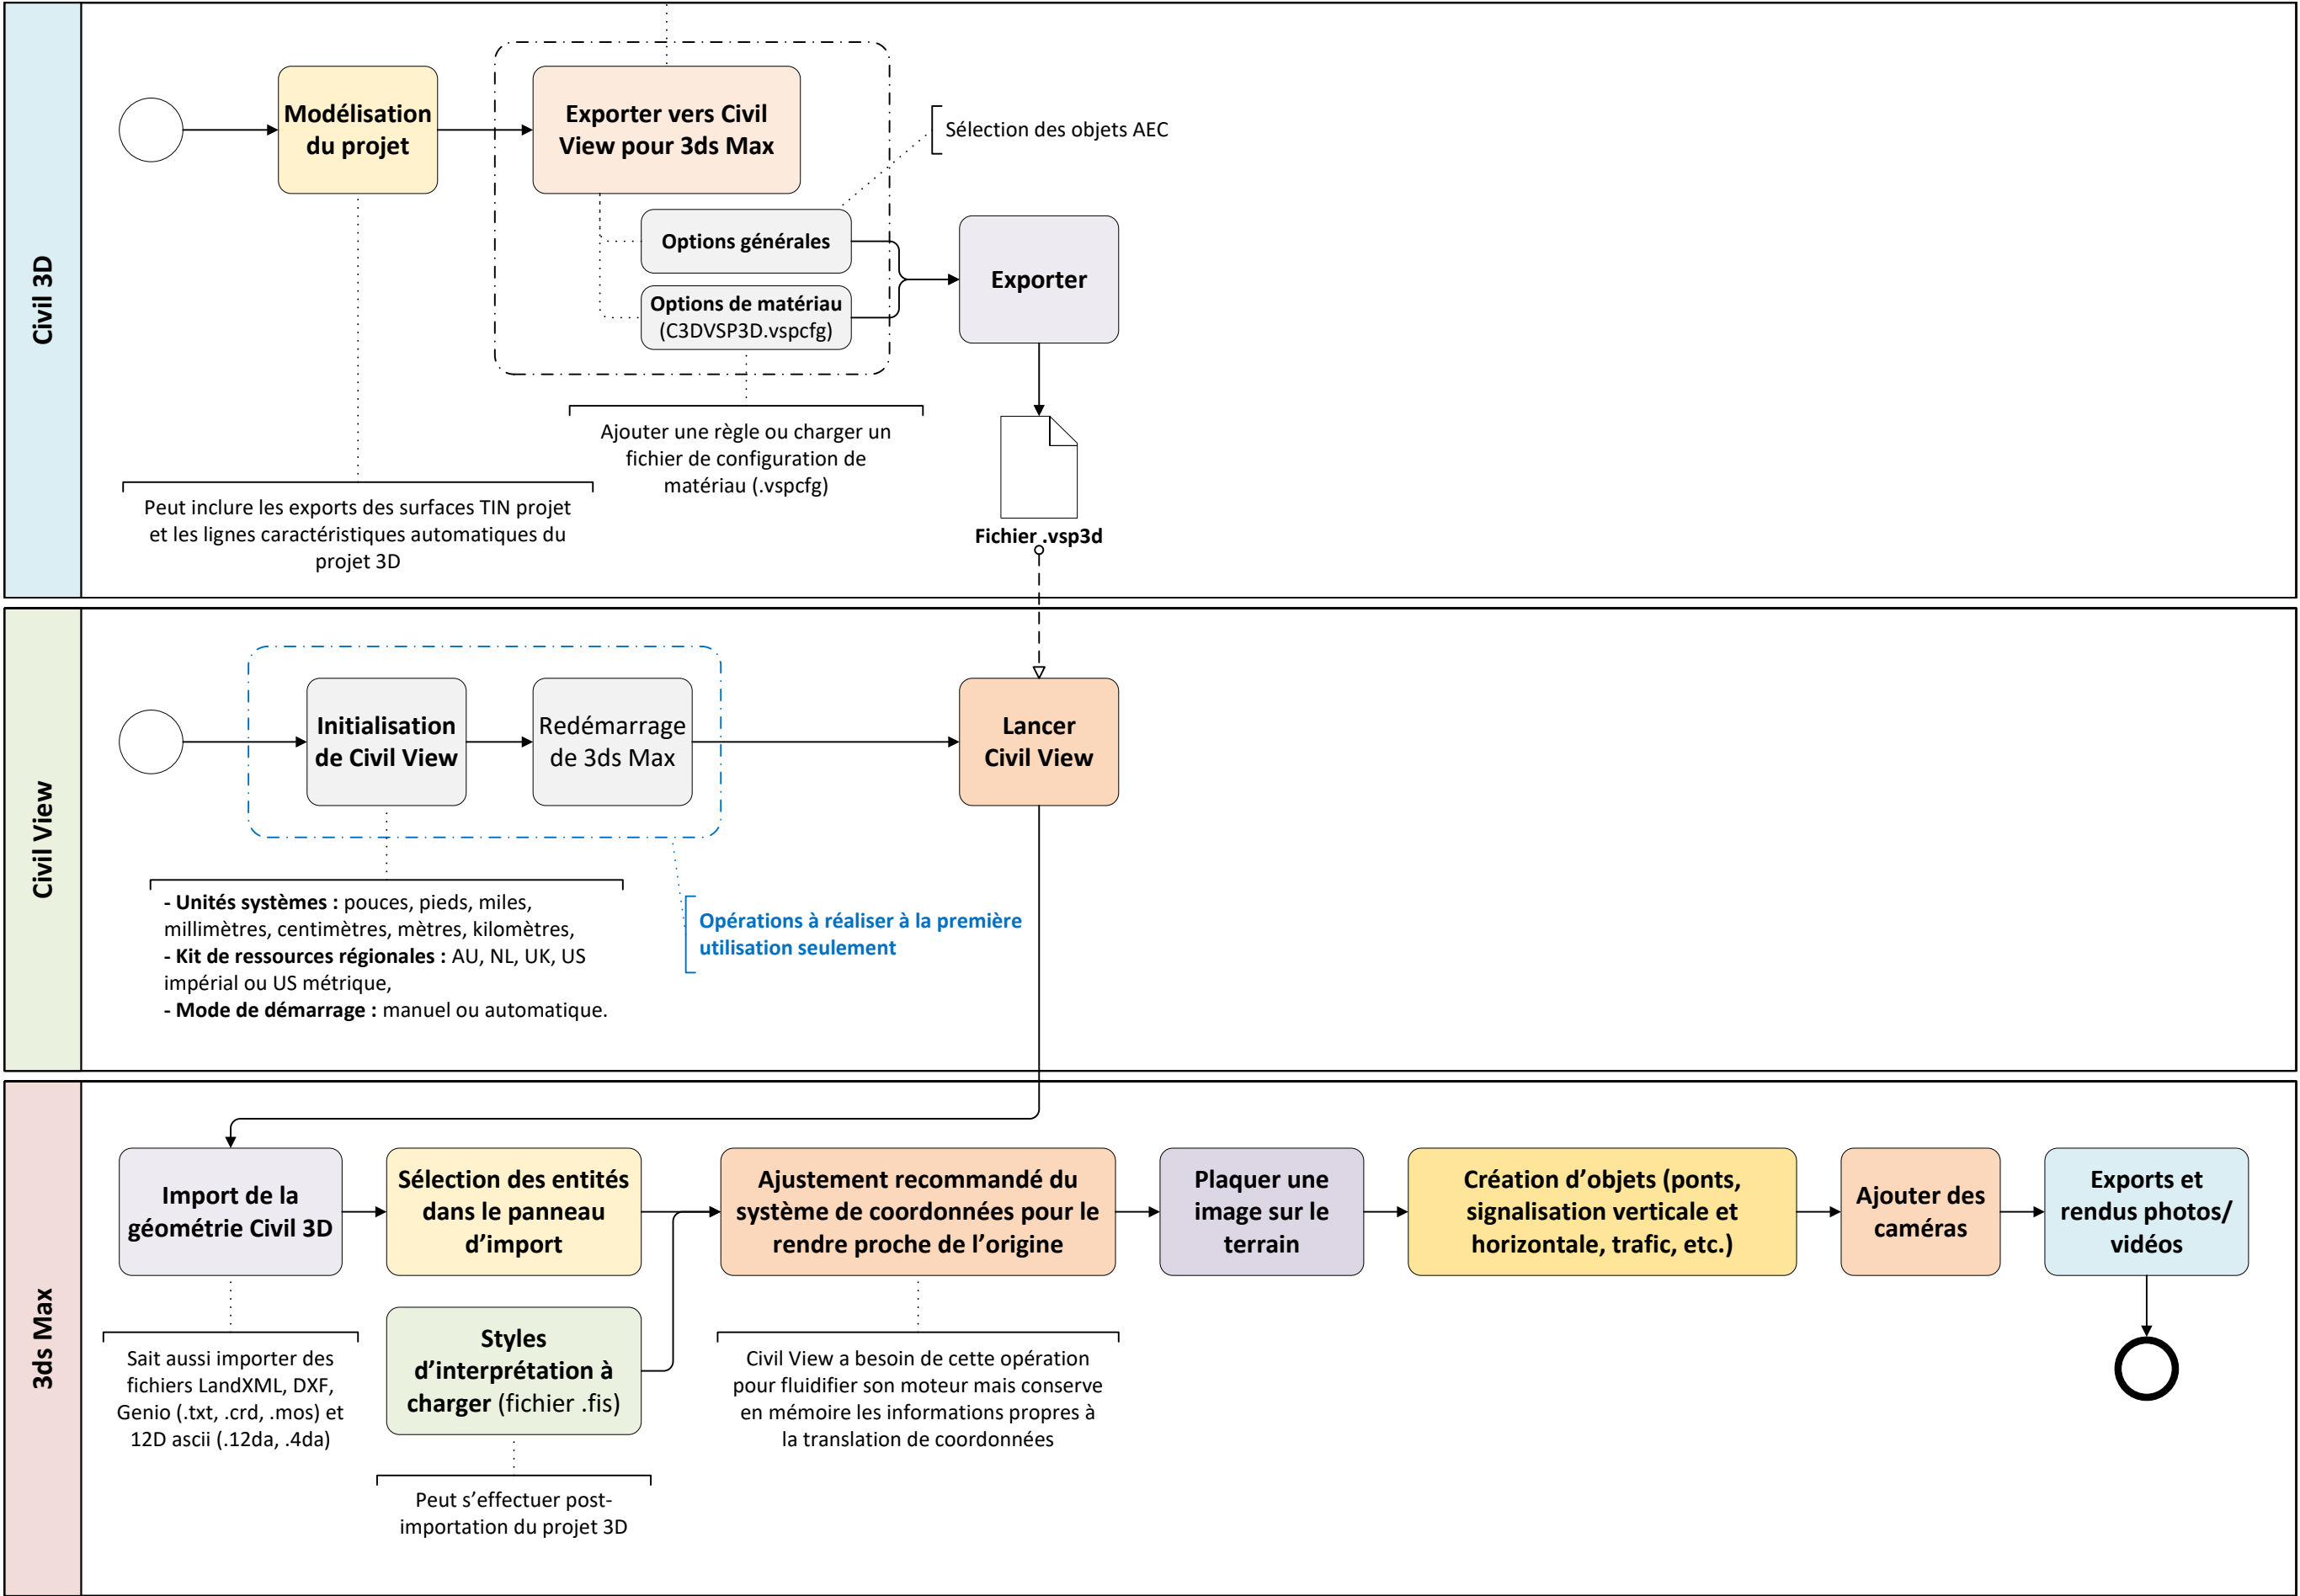 Civil 3D
Modélisation
du projet
Exporter vers Civil
View pour 3ds Max
Sélection des objets AEC
Options générales
Options de matériau
(C3DVSP3D.vspcfg)
Exporter
Ajouter une règle ou charger un
fichier de configuration de
matériau (.vspcfg)
Peut inclure les exports des surfaces TIN projet
et les lignes caractéristiques automatiques du
projet 3D
Fichier .vsp3d
Civil View
Initialisation
de Civil View
Redémarrage
de 3ds Max
Lancer
Civil View
- Unités systèmes : pouces, pieds, miles,
millimètres, centimètres, mètres, kilomètres,
- Kit de ressources régionales : AU, NL, UK, US
impérial ou US métrique,
- Mode de démarrage : manuel ou automatique.
Opérations à réaliser à la première
utilisation seulement
3ds Max
Import de la
géométrie Civil 3D
Sélection des entités
dans le panneau
d’import
Ajustement recommandé du
système de coordonnées pour le
rendre proche de l’origine
Plaquer une
image sur le
terrain
Création d’objets (ponts,
signalisation verticale et
horizontale, trafic, etc.)
Ajouter des
caméras
Exports et
rendus photos/
vidéos
Sait aussi importer des
fichiers LandXML, DXF,
Genio (.txt, .crd, .mos) et
12D ascii (.12da, .4da)
Styles
d’interprétation à
charger (fichier .fis)
Civil View a besoin de cette opération
pour fluidifier son moteur mais conserve
en mémoire les informations propres à
la translation de coordonnées
Peut s’effectuer post-
importation du projet 3D